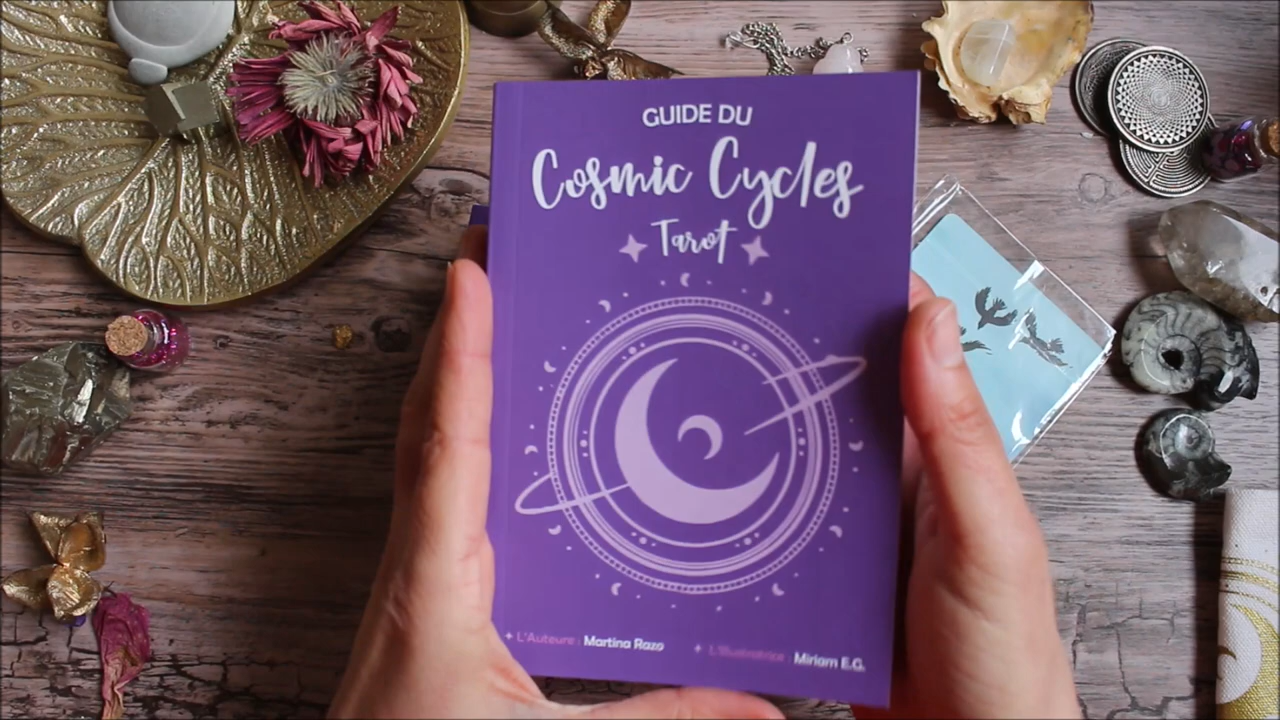 GUIDE DU
Cosmic Cycles
Tarot
L'Auteure : Martina Razo
L'Illustratrice : Miriam E.G.